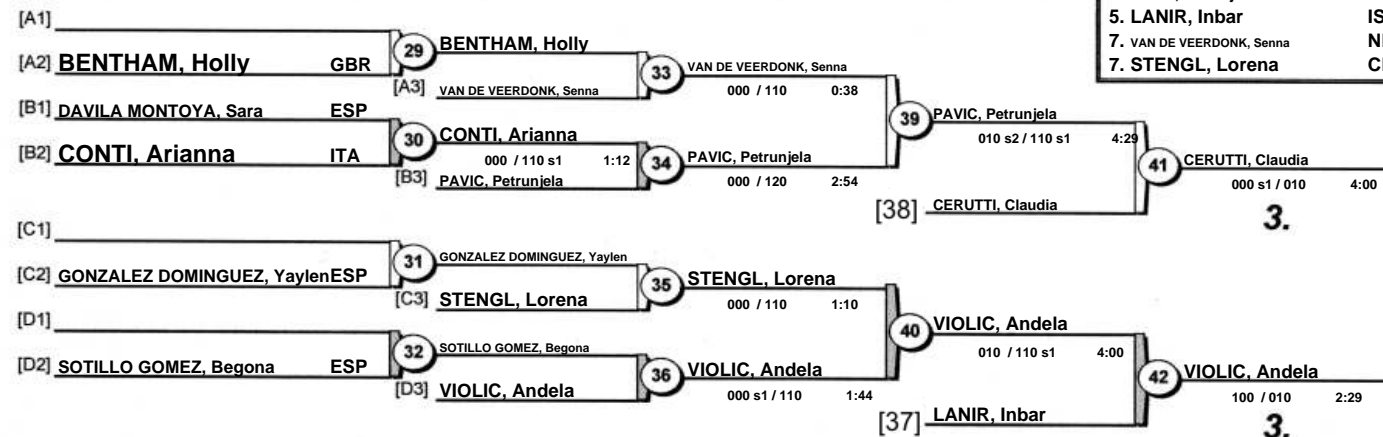 5. LANIR, Inbar IS
7. VAN DE VEERDONK, Senna
7. STENGL, Lorena
[A1]
[A2] BENTHAM, Holly GBR
29 BENTHAM, Holly
[A3] VAN DE VEERDONK, Senna
33 VAN DE VEERDONK, Senna
000 / 110 0:38
[B1] DAVILA MONTOYA, Sara ESP
[B2] CONTI, Arianna ITA
30 CONTI, Arianna
000 / 110 s1 1:12
[B3] PAVIC, Petrunjela
34 PAVIC, Petrunjela
000 / 120 2:54
39 PAVIC, Petrunjela
010 s2 / 110 s1 4:29
[38] CERUTTI, Claudia
41 CERUTTI, Claudia
000 s1 / 010 4:00
3.
[C1]
[C2] GONZALEZ DOMINGUEZ, Yaylen ESP
31 GONZALEZ DOMINGUEZ, Yaylen
[C3] STENGL, Lorena
35 STENGL, Lorena
000 / 110 1:10
[D1]
[D2] SOTILLO GOMEZ, Begona ESP
32 SOTILLO GOMEZ, Begona
[D3] VIOLIC, Andela
36 VIOLIC, Andela
000 s1 / 110 1:44
40 VIOLIC, Andela
010 / 110 s1 4:00
[37] LANIR, Inbar
42 VIOLIC, Andela
100 / 010 2:29
3.